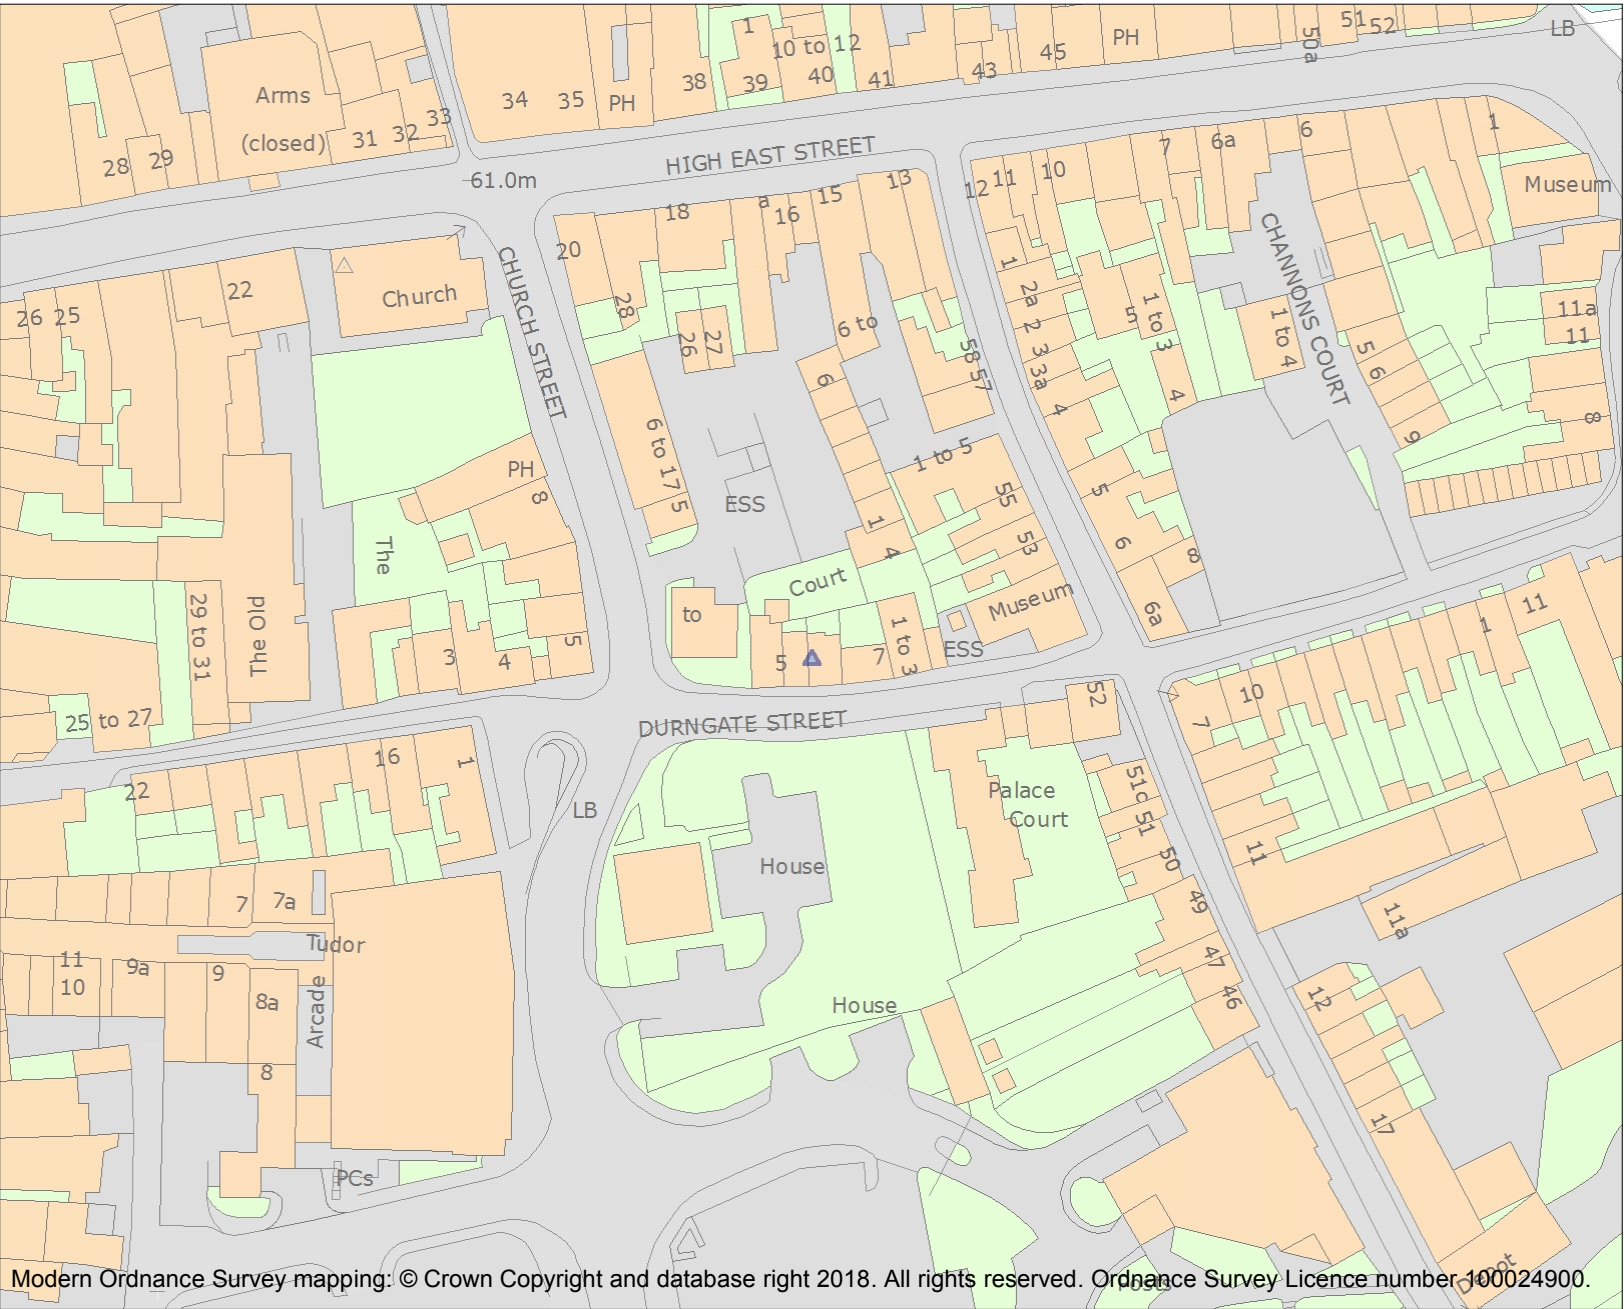 1
51 52
LB
10 to 12
PH
45
50a
38
39
40
41
43
Arms
34
35
PH
33
(closed)
31
32
28
29
HIGH EAST STREET
7
6a
6
1
61.0m
12
11
10
Museum
13
15
a
16
18
20
CHURCH STREET
CHANNONS COURT
22
Church
26
25
28
1
2a
2
3
3a
4
5
1 to 3
4
1 to 4
11a
11
6 to
26
27
58
57
5
6
6
9
8
6 to 17
5
1 to 5
PH
8
ESS
55
5
1
4
53
6
8
The
Court
Museum
6a
29 to 31
The Old
to
1 to 3
11
1
5
3
4
5
7
ESS
25 to 27
52
10
7
DURNGATE STREET
16
1
22
LB
Palace
Court
51c
51
50
11
House
7
7a
49
11a
Tudor
47
11
10
9a
9
8a
46
12
Arcade
House
8
17
PCs
Depot
Posts
Modern Ordnance Survey mapping: © Crown Copyright and database right 2018. All rights reserved. Ordnance Survey Licence number 100024900.